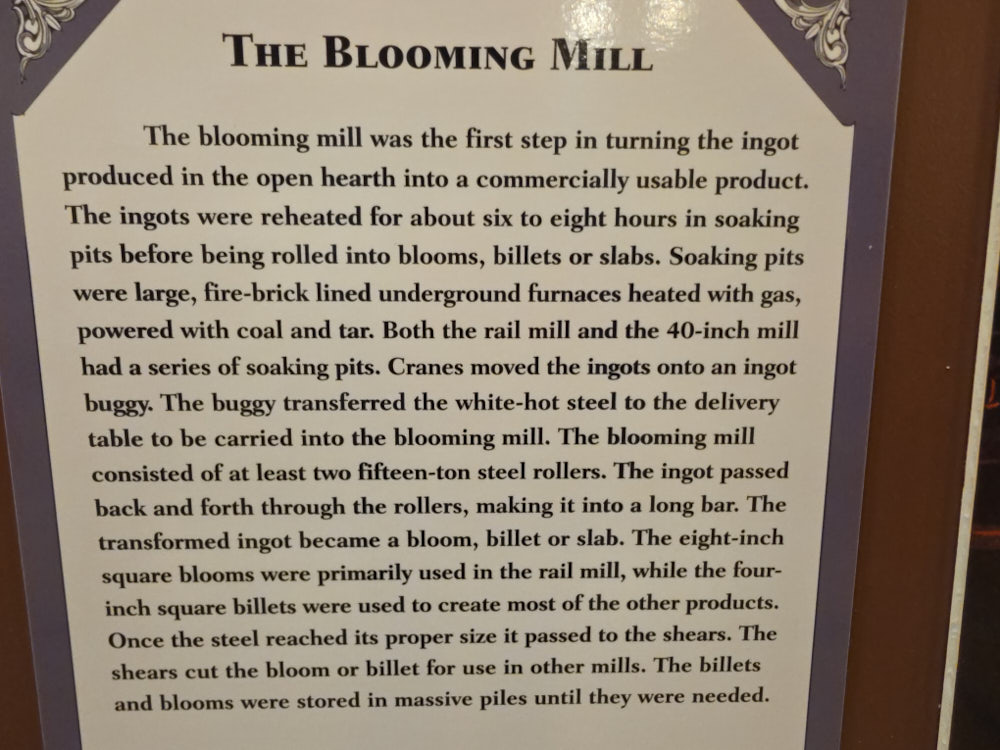 THE BLOOMING MILL
The blooming mill was the first step in turning the ingot
produced in the open hearth into a commercially usable product.
The ingots were reheated for about six to eight hours in soaking
pits before being rolled into blooms, billets or slabs. Soaking pits
were large, fire-brick lined underground furnaces heated with gas,
powered with coal and tar. Both the rail mill and the 40-inch mill
had a series of soaking pits. Cranes moved the ingots onto an ingot
buggy. The buggy transferred the white-hot steel to the delivery
table to be carried into the blooming mill. The blooming mill
consisted of at least two fifteen-ton steel rollers. The ingot passed
back and forth through the rollers, making it into a long bar. The
transformed ingot became a bloom, billet or slab. The eight-inch
square blooms were primarily used in the rail mill, while the four-
inch square billets were used to create most of the other products.
Once the steel reached its proper size it passed to the shears. The
shears cut the bloom or billet for use in other mills. The billets
and blooms were stored in massive piles until they were needed.